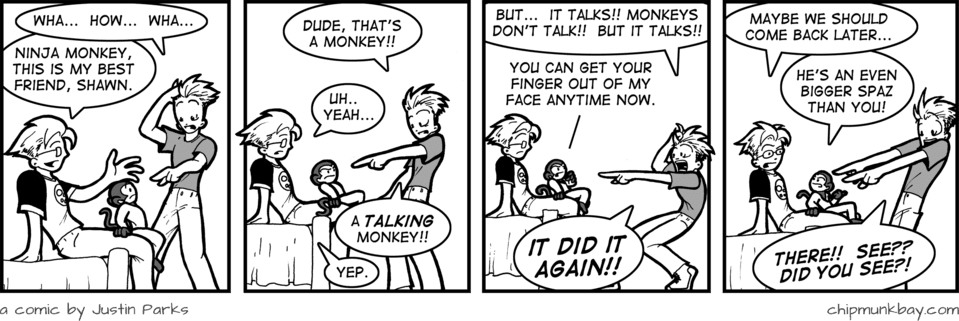 WHA... HOW... WHA...
NINJA MONKEY,
THIS IS MY BEST
FRIEND, SHAWN.
DUDE, THAT'S
A MONKEY!!
UH..
YEAH...
A TALKING
MONKEY!!
YEP.
BUT... IT TALKS!! MONKEYS
DON'T TALK!! BUT IT TALKS!!
YOU CAN GET YOUR
FINGER OUT OF MY
FACE ANYTIME NOW.
IT DID IT
AGAIN!!
MAYBE WE SHOULD
COME BACK LATER...
HE'S AN EVEN
BIGGER SPAZ
THAN YOU!
THERE!! SEE??
DID YOU SEE?!
a comic by Justin Parks
chipmunkbay.com